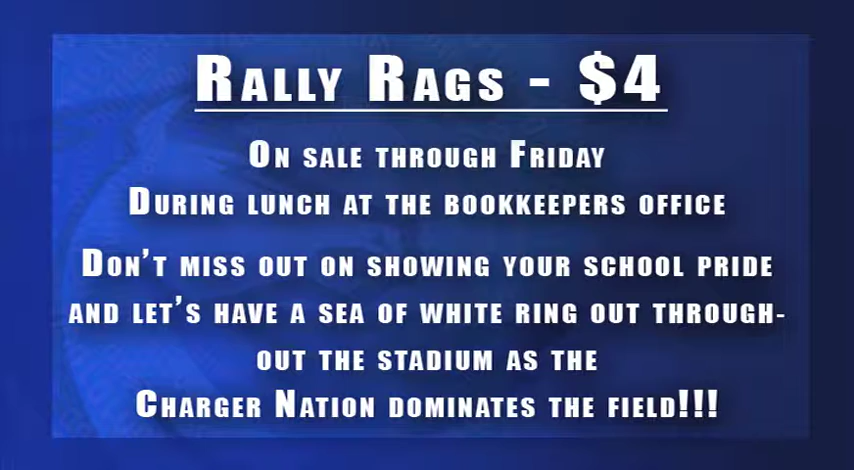 Rally Rags - $4
On sale through Friday
During lunch at the bookkeepers office
Don't miss out on showing your school pride
and let's have a sea of white ring out through-
out the stadium as the
Charger Nation dominates the field!!!